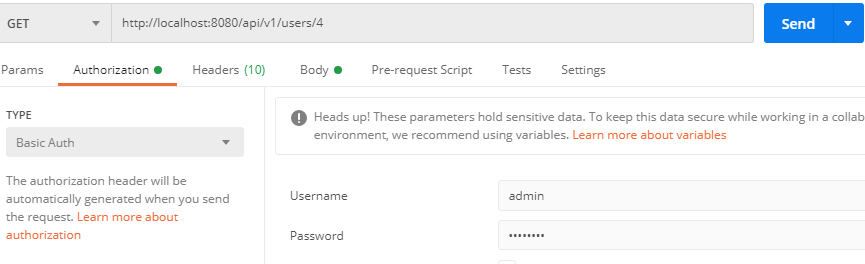 GET
http://localhost:8080/api/v1/users/4
Send
Params
Authorization
Headers (10)
Body
Pre-request Script
Tests
Settings
TYPE
Basic Auth
The authorization header will be
automatically generated when you send
the request. Learn more about
authorization
Heads up! These parameters hold sensitive data. To keep this data secure while working in a collab
environment, we recommend using variables. Learn more about variables
Username
admin
Password
••••••••